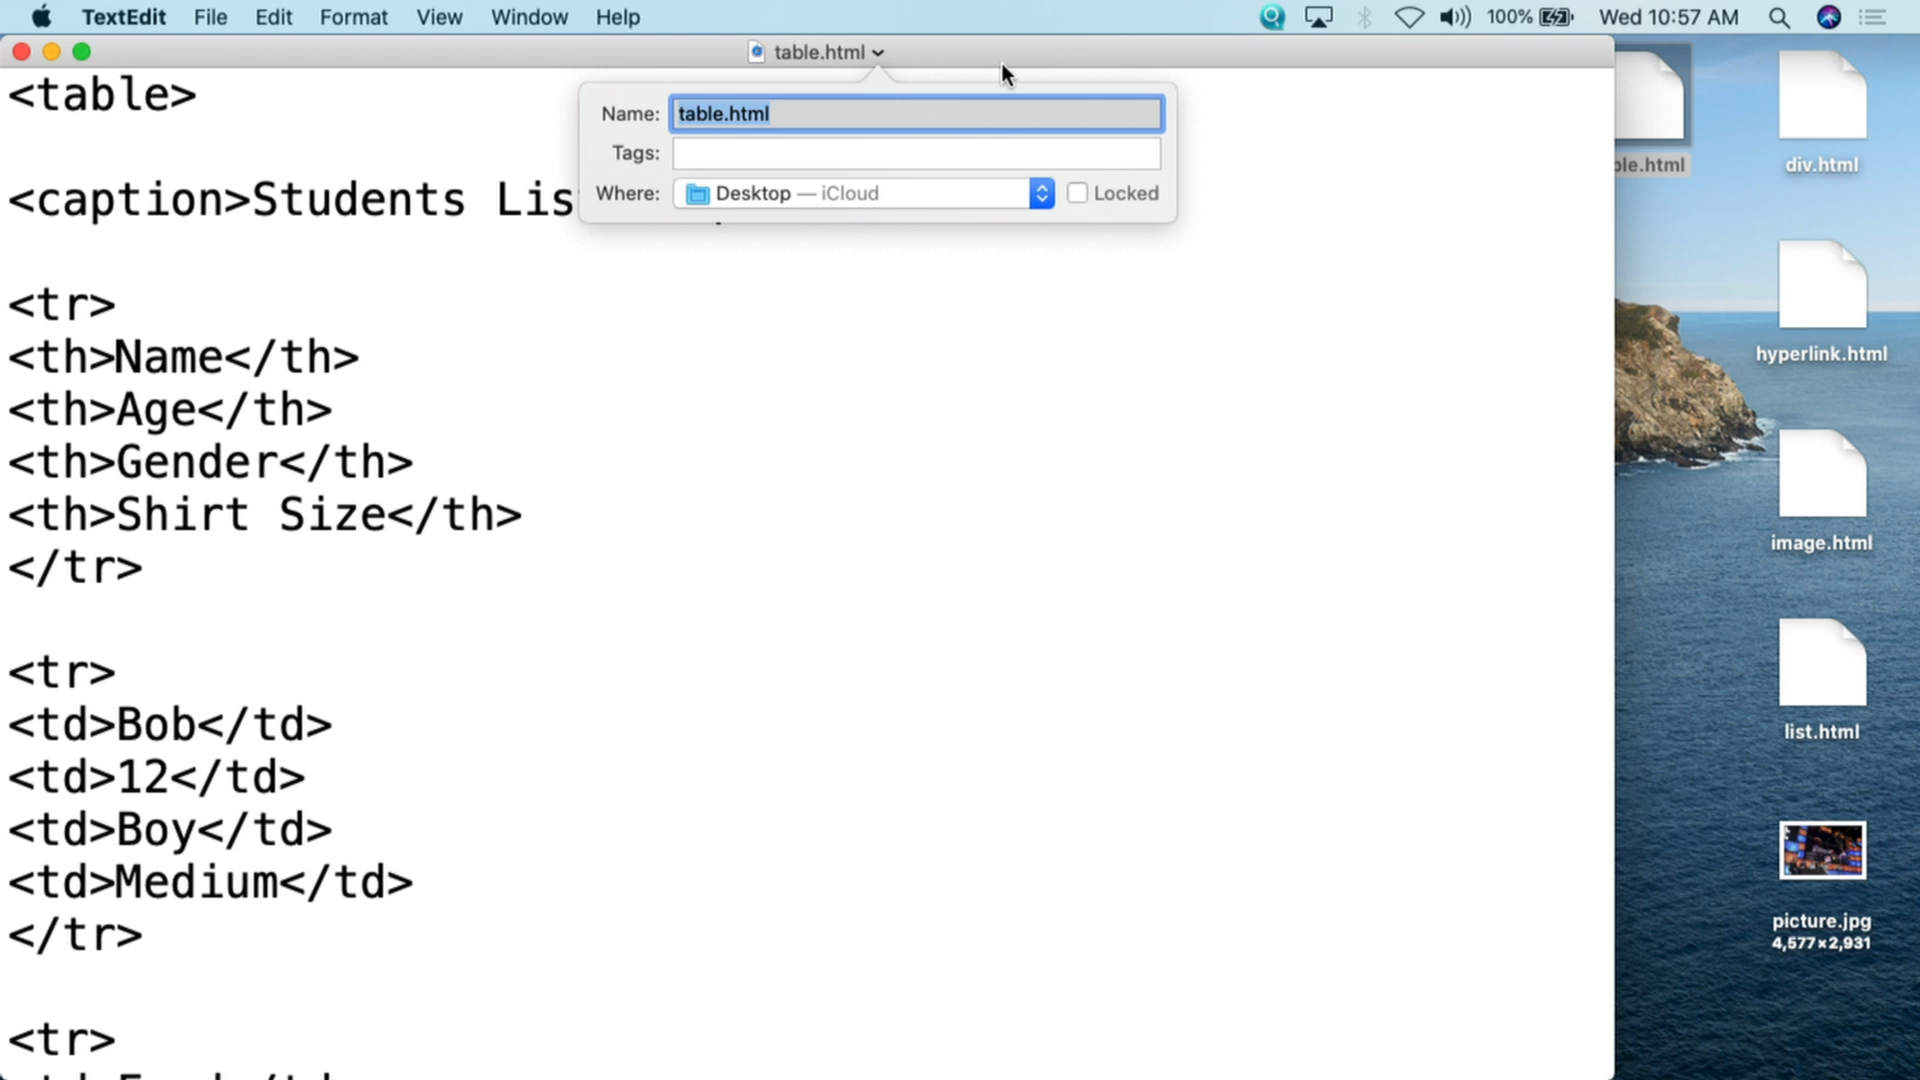 TextEdit File Edit Format View Window Help 100% Wed 10:57 AM
table.html
<table>
Name: table.html
Tags:
<caption>Students Lis
Where: Desktop — iCloud Locked
<tr>
<th>Name</th>
<th>Age</th>
<th>Gender</th>
<th>Shirt Size</th>
</tr>
<tr>
<td>Bob</td>
<td>12</td>
<td>Boy</td>
<td>Medium</td>
</tr>
<tr>
ble.html
div.html
hyperlink.html
image.html
list.html
picture.jpg
4,577×2,931